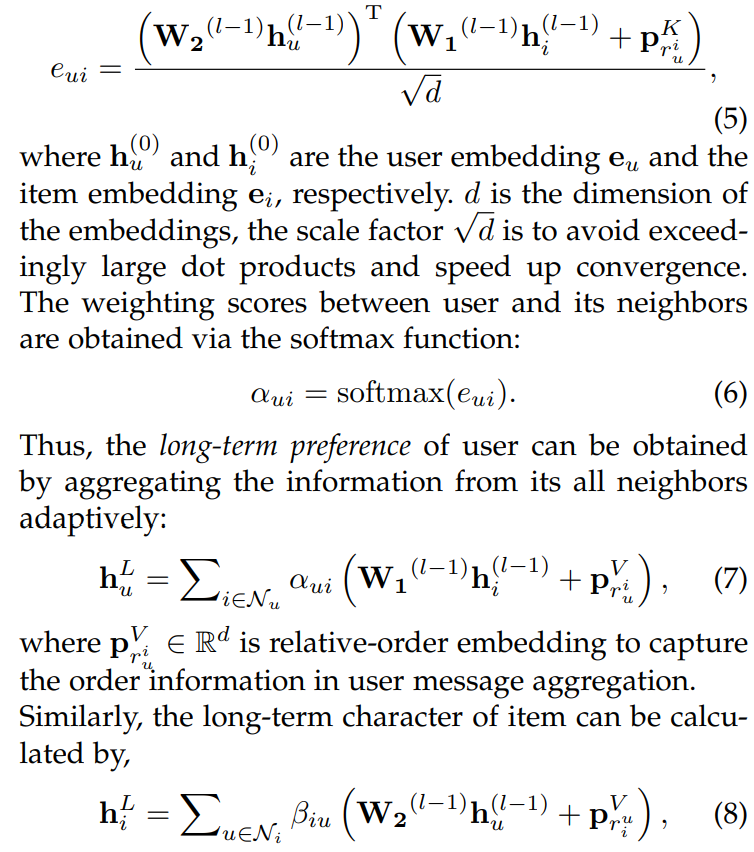 e_{ui} = \frac{\left(\mathbf{W_2}^{(l-1)}\mathbf{h}_u^{(l-1)}\right)^{\mathrm{T}} \left(\mathbf{W_1}^{(l-1)}\mathbf{h}_i^{(l-1)} + \mathbf{p}_{r_u^i}^K\right)}{\sqrt{d}},
(5)
where \mathbf{h}_u^{(0)} and \mathbf{h}_i^{(0)} are the user embedding \mathbf{e}_u and the
item embedding \mathbf{e}_i, respectively. d is the dimension of
the embeddings, the scale factor \sqrt{d} is to avoid exceed-
ingly large dot products and speed up convergence.
The weighting scores between user and its neighbors
are obtained via the softmax function:
\alpha_{ui} = \mathrm{softmax}(e_{ui}). (6)
Thus, the long-term preference of user can be obtained
by aggregating the information from its all neighbors
adaptively:
\mathbf{h}_u^L = \sum_{i \in \mathcal{N}_u} \alpha_{ui} \left(\mathbf{W_1}^{(l-1)}\mathbf{h}_i^{(l-1)} + \mathbf{p}_{r_u^i}^V\right), (7)
where \mathbf{p}_{r_u^i}^V \in \mathbb{R}^d is relative-order embedding to capture
the order information in user message aggregation.
Similarly, the long-term character of item can be calcu-
lated by,
\mathbf{h}_i^L = \sum_{u \in \mathcal{N}_i} \beta_{iu} \left(\mathbf{W_2}^{(l-1)}\mathbf{h}_u^{(l-1)} + \mathbf{p}_{r_i^u}^V\right), (8)